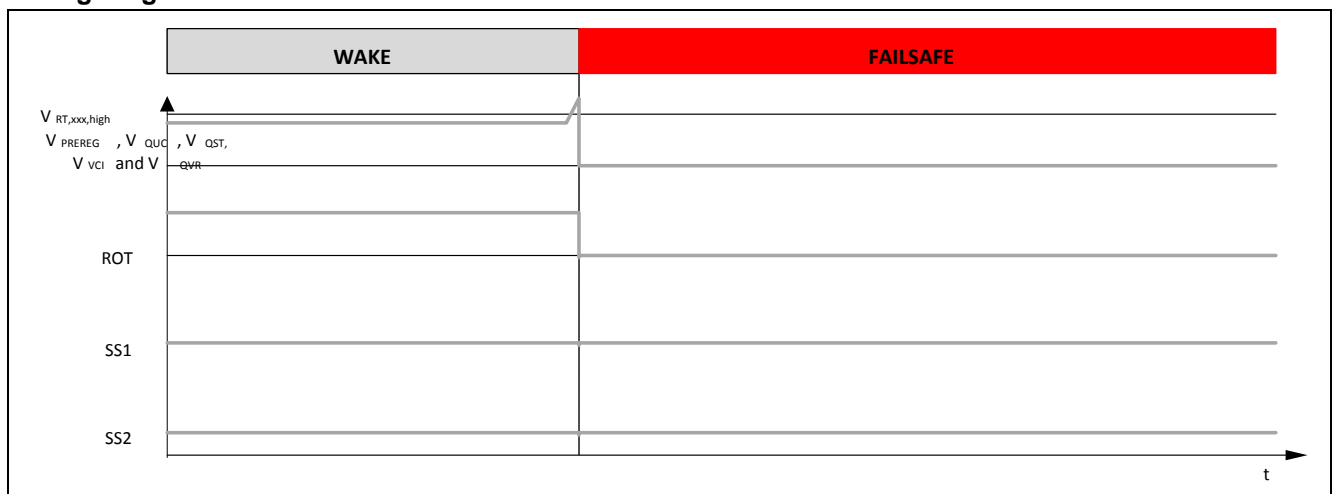 WAKE FAILSAFE
V RT,xxx,high
V PREREG , V QUC , V QST,
V VCI and V QVR
ROT
SS1
SS2
t